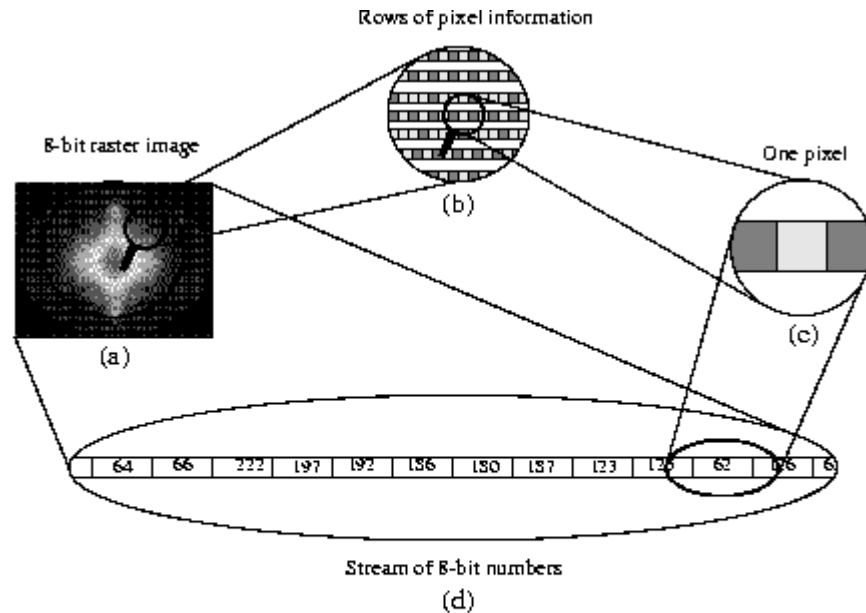 Rows of pixel information
8-bit raster image
One pixel
(b)
(a)
(c)
64 66 222 197 192 186 180 187 123 62
Stream of 8-bit numbers
(d)